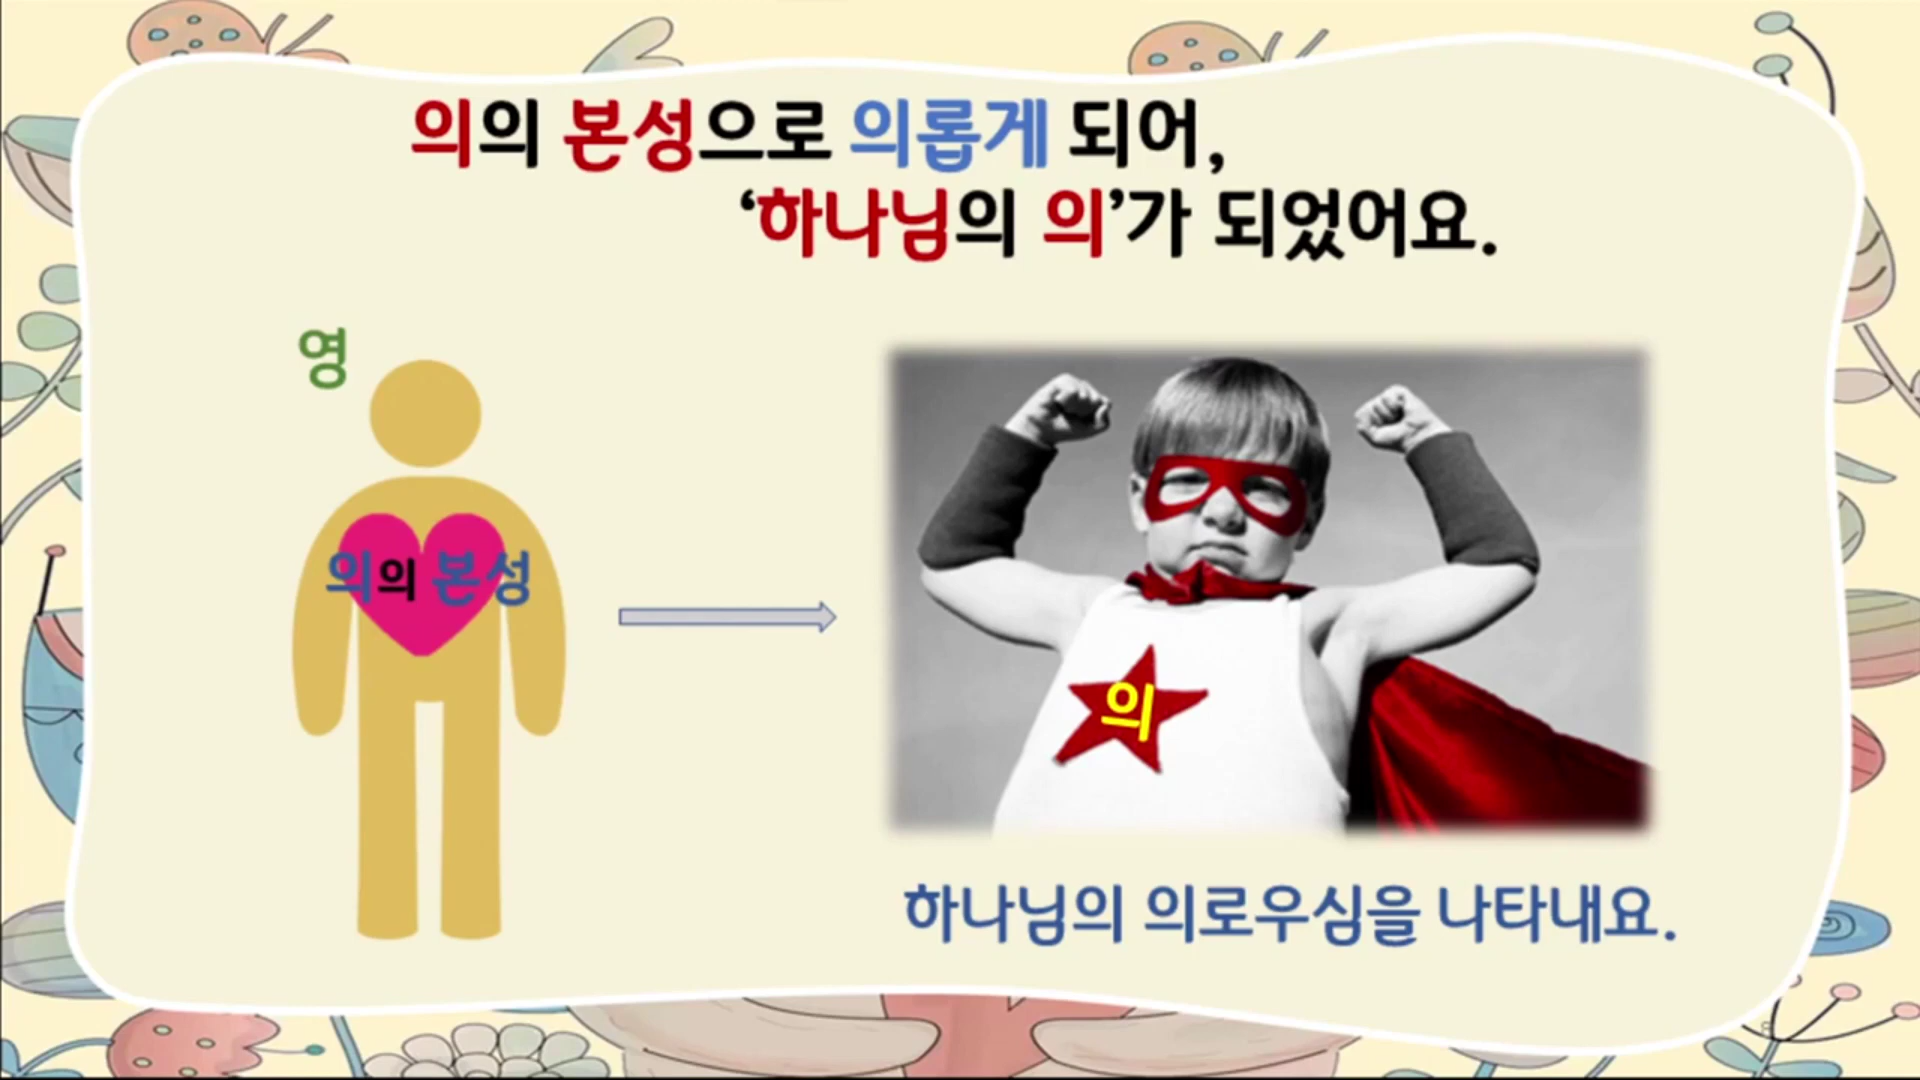 의의 본성으로 의롭게 되어,
‘하나님의 의’가 되었어요.
영
의의 본성
의
하나님의 의로우심을 나타내요.